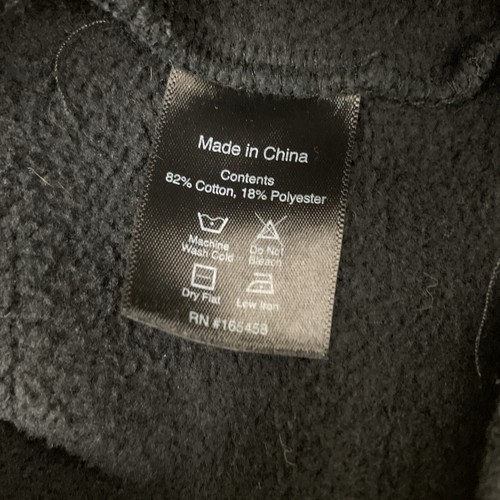 Made in China
Contents
82% Cotton, 18% Polyester
Machine Wash Cold
Do Not Bleach
Dry Flat
Low Iron
RN #165458